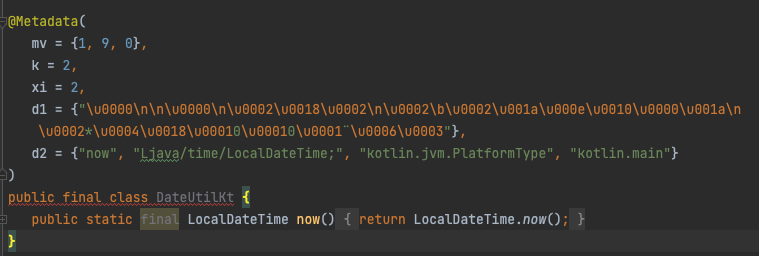 @Metadata(
mv = {1, 9, 0},
k = 2,
xi = 2,
d1 = {"\u0000\n\n\u0000\n\u0002\u0018\u0002\n\u0002\b\u0002\u001a\u000e\u0010\u0000\u001a\n
\u0002*\u0004\u0018\u00010\u00010\u0001¨\u0006\u0003"},
d2 = {"now", "Ljava/time/LocalDateTime;", "kotlin.jvm.PlatformType", "kotlin.main"}
)
public final class DateUtilKt {
public static final LocalDateTime now() { return LocalDateTime.now(); }
}